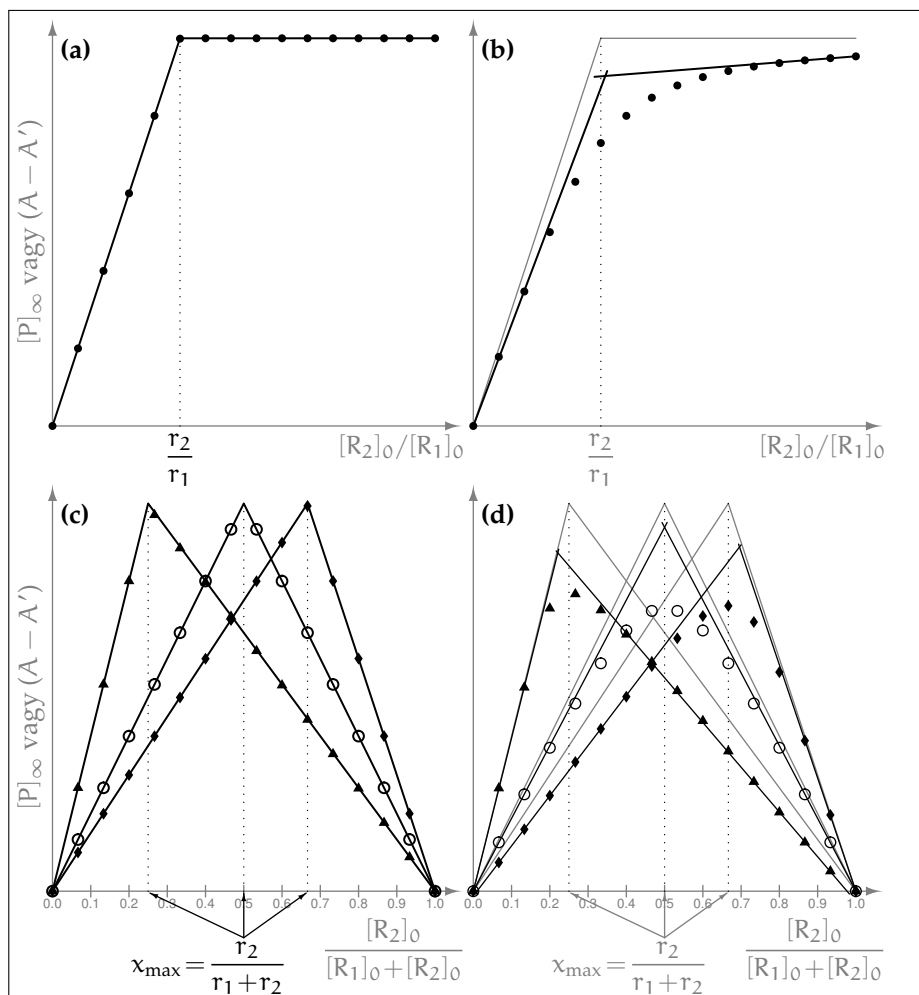 (a)
(b)
[P]∞ vagy (A − A′)
r₂/r₁
[R₂]₀/[R₁]₀
r₂/r₁
[R₂]₀/[R₁]₀
(c)
(d)
[P]∞ vagy (A − A′)
0.0 0.1 0.2 0.3 0.4 0.5 0.6 0.7 0.8 0.9 1.0
0.0 0.1 0.2 0.3 0.4 0.5 0.6 0.7 0.8 0.9 1.0
x_max = r₂/(r₁+r₂)
[R₂]₀/([R₁]₀+[R₂]₀)
x_max = r₂/(r₁+r₂)
[R₂]₀/([R₁]₀+[R₂]₀)